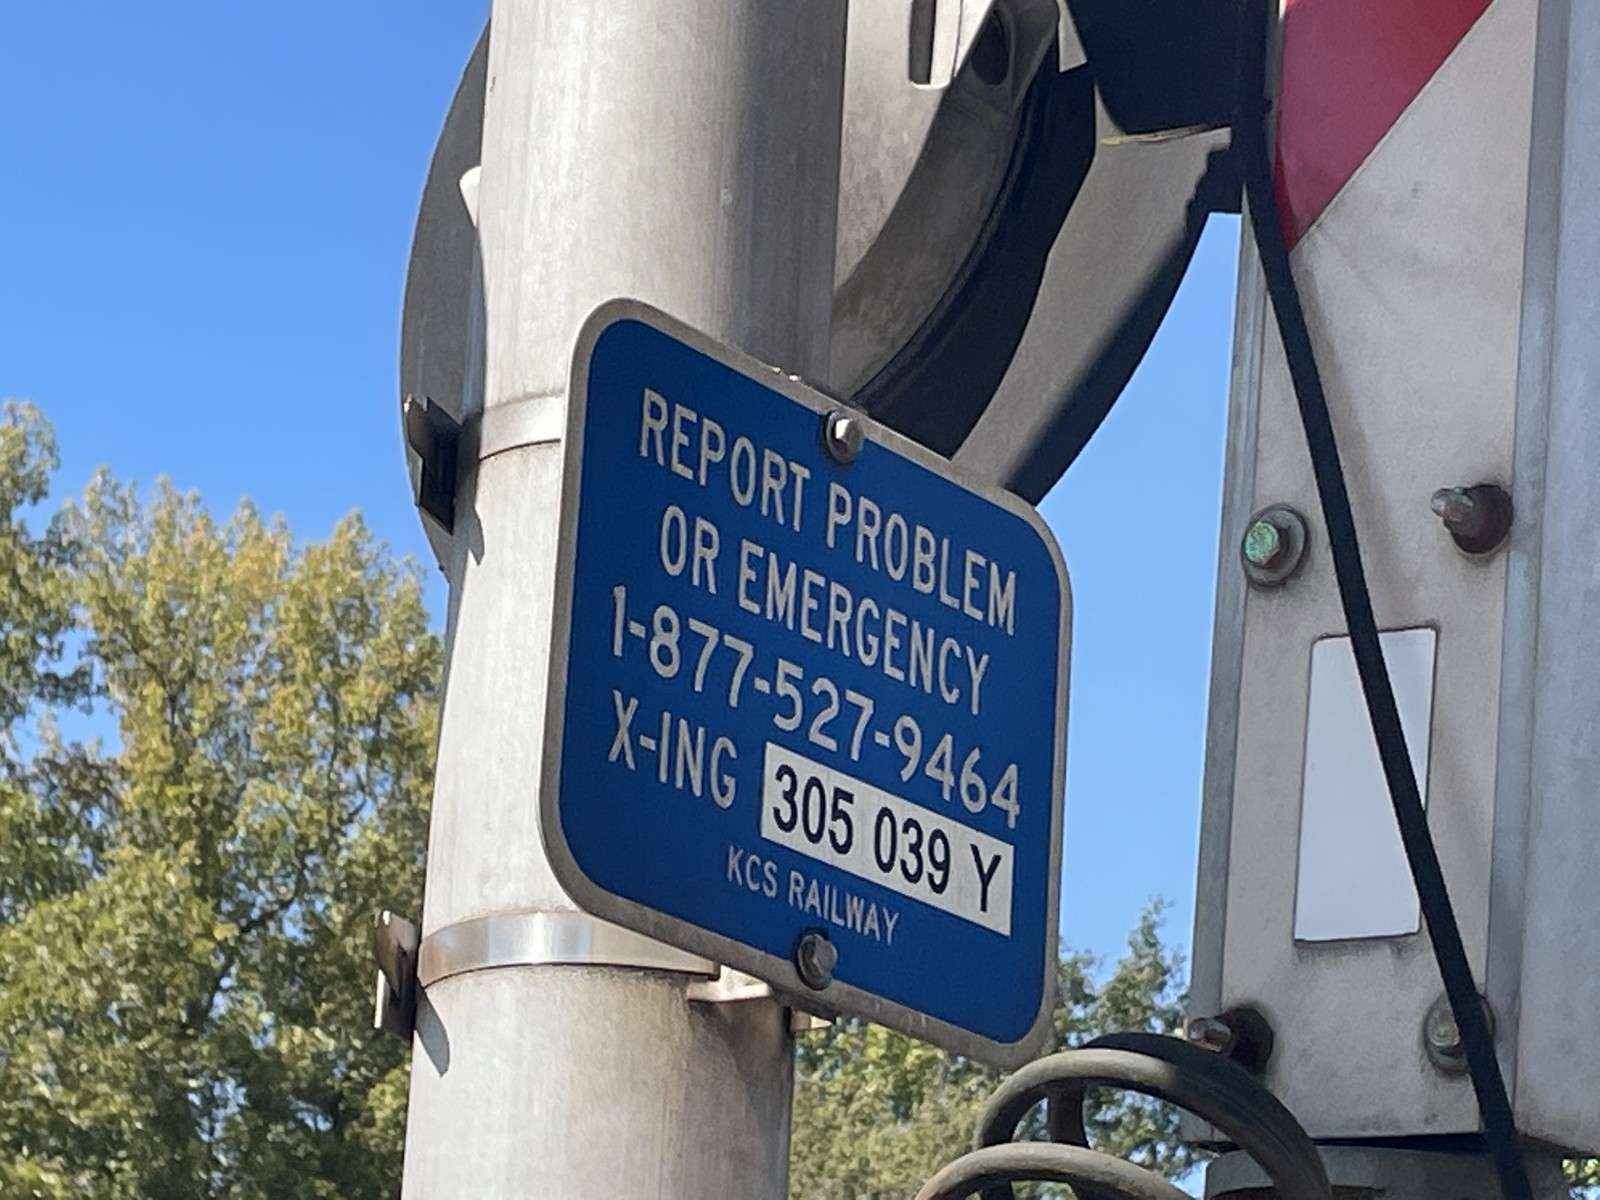 REPORT PROBLEM
OR EMERGENCY
1-877-527-9464
X-ING 305 039 Y
KCS RAILWAY